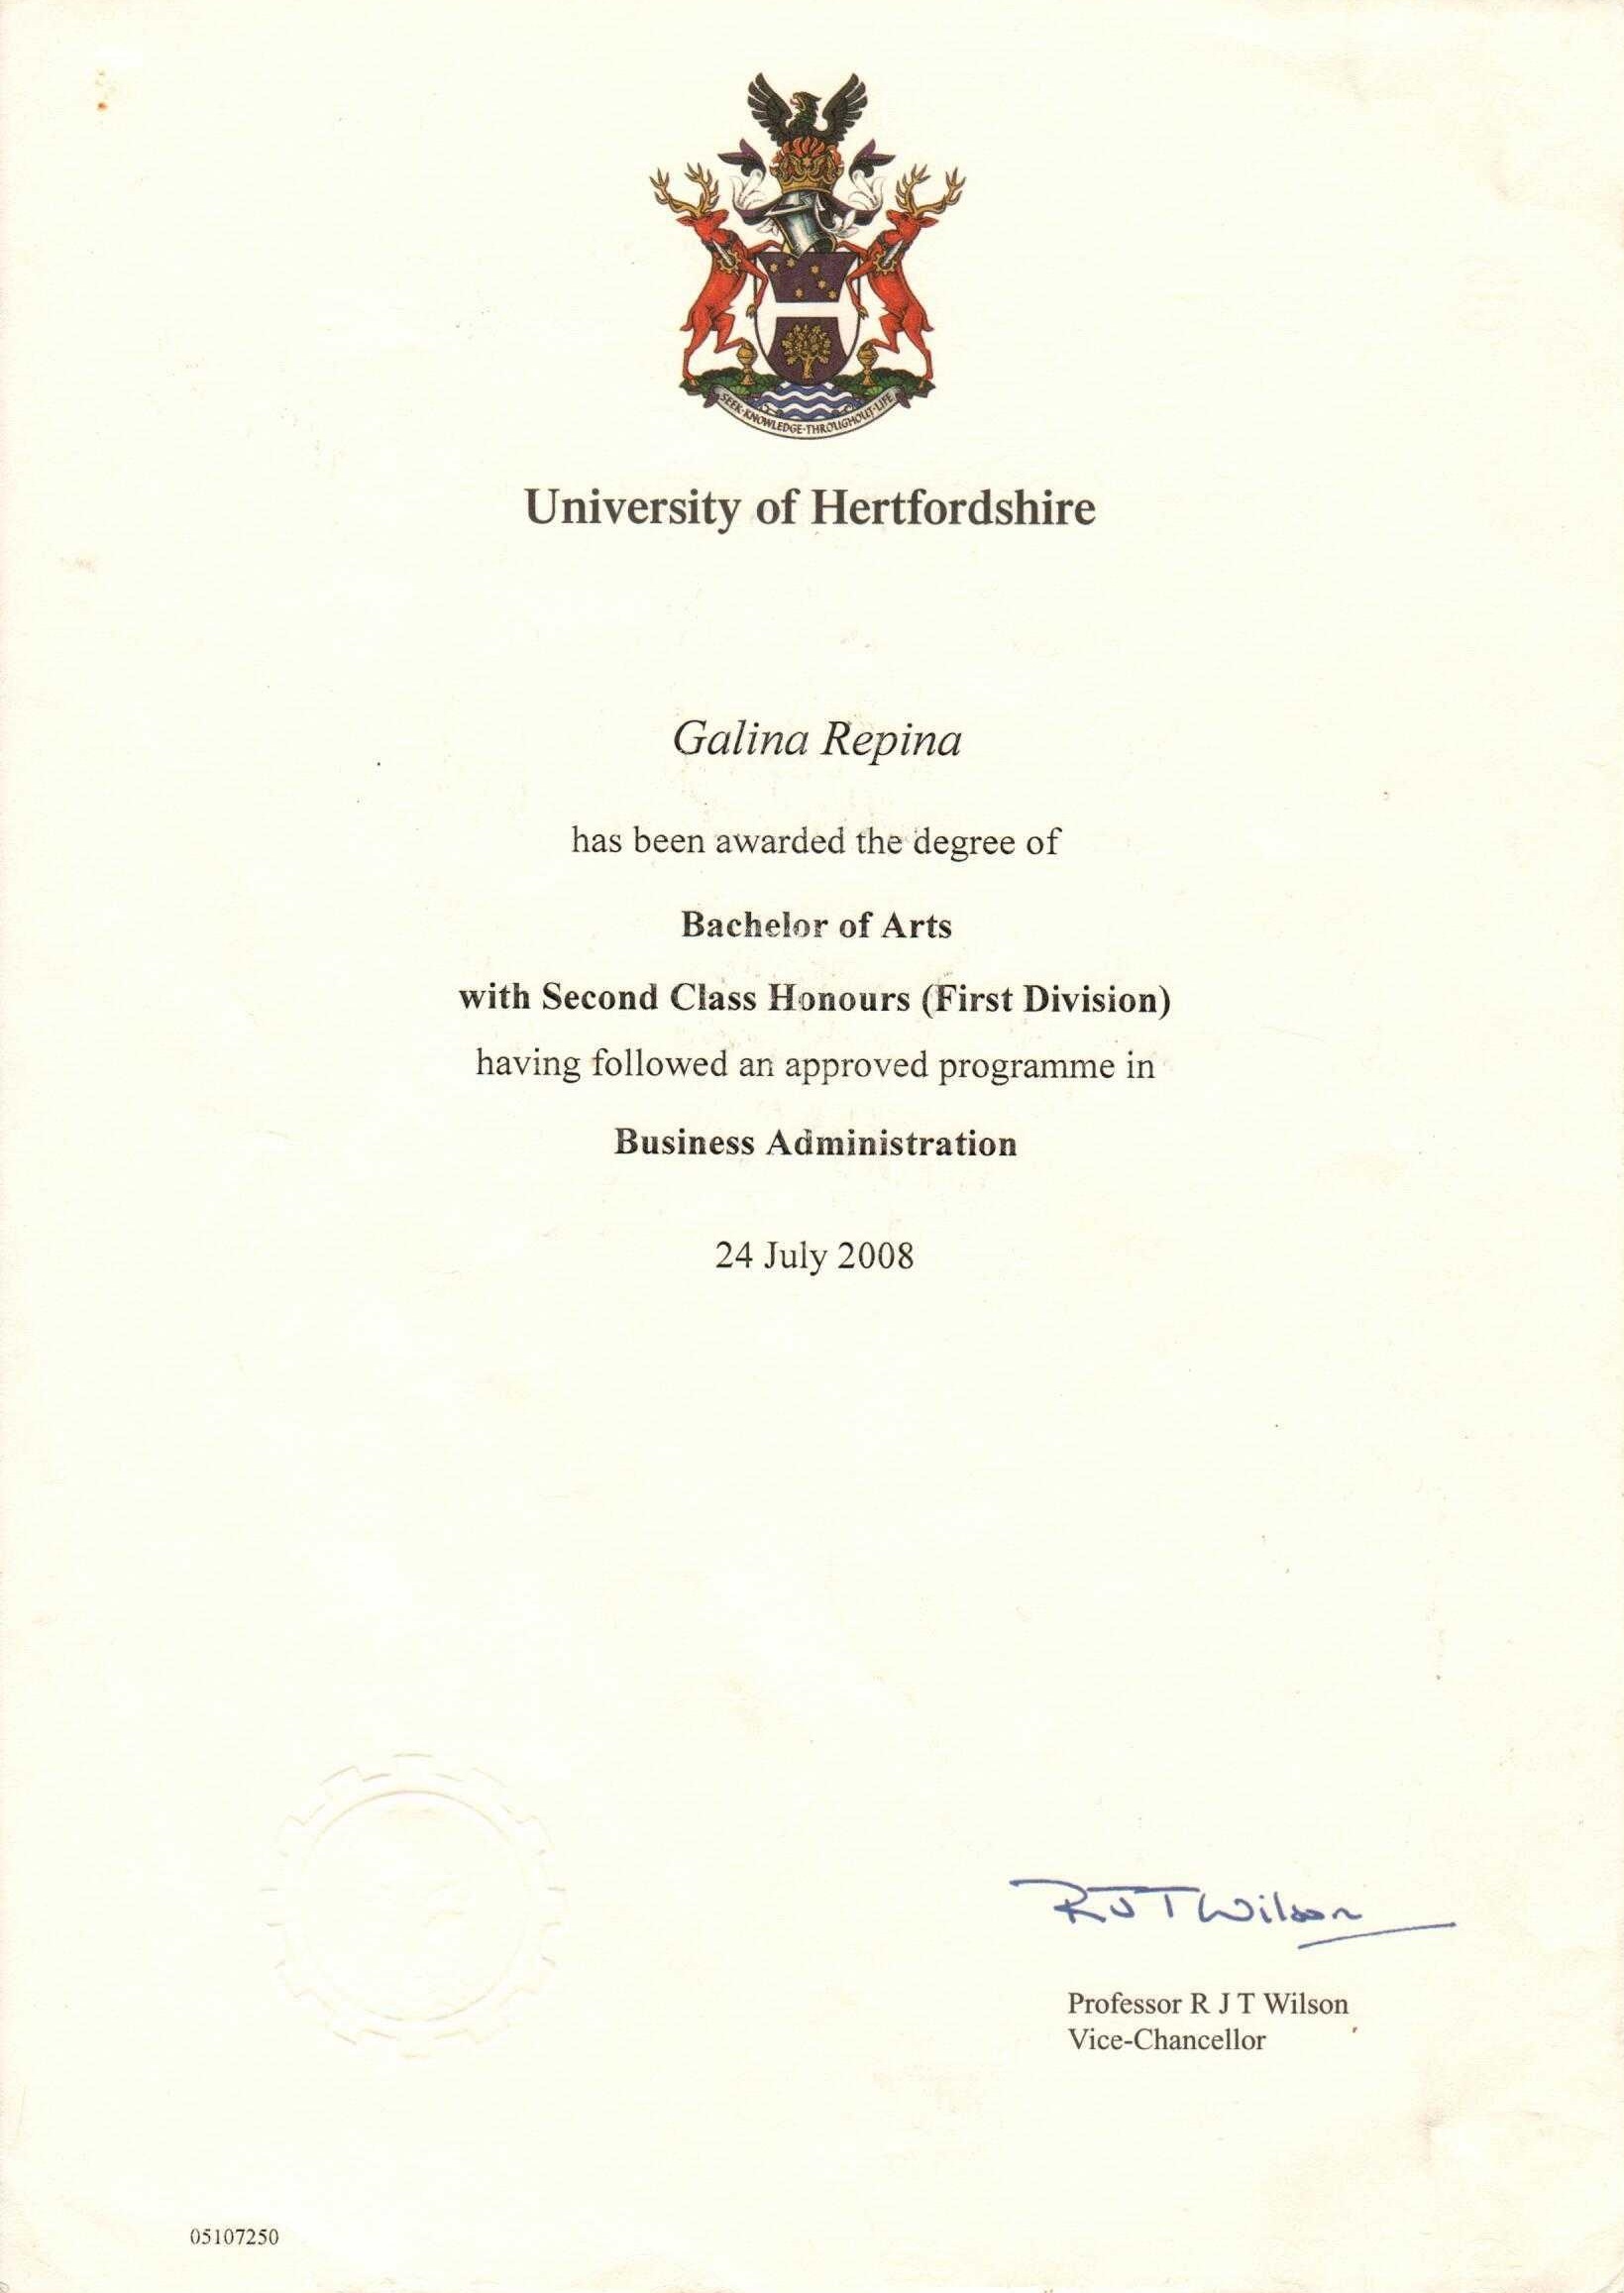 SEEK·KNOWLEDGE·THROUGHOUT·LIFE
University of Hertfordshire
Galina Repina
has been awarded the degree of
Bachelor of Arts
with Second Class Honours (First Division)
having followed an approved programme in
Business Administration
24 July 2008
R J T Wilson
Professor R J T Wilson
Vice-Chancellor
05107250